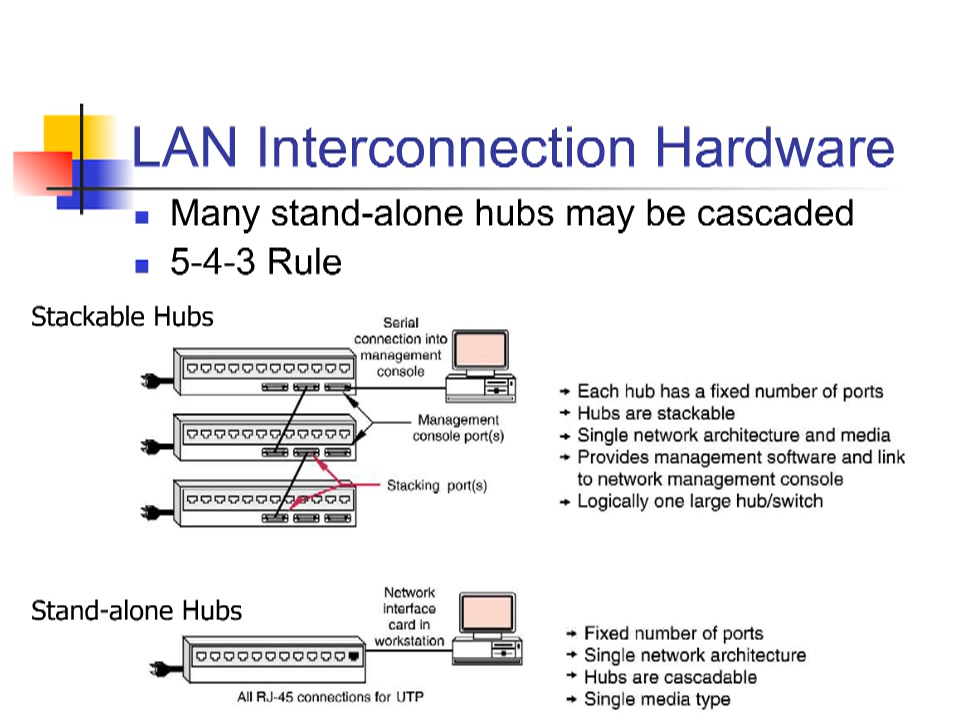 LAN Interconnection Hardware
Many stand-alone hubs may be cascaded
5-4-3 Rule
Stackable Hubs
Serial
connection into
management
console
Management
console port(s)
Stacking port(s)
→ Each hub has a fixed number of ports
→ Hubs are stackable
→ Single network architecture and media
→ Provides management software and link
to network management console
→ Logically one large hub/switch
Stand-alone Hubs
Network
interface
card in
workstation
All RJ-45 connections for UTP
→ Fixed number of ports
→ Single network architecture
→ Hubs are cascadable
→ Single media type